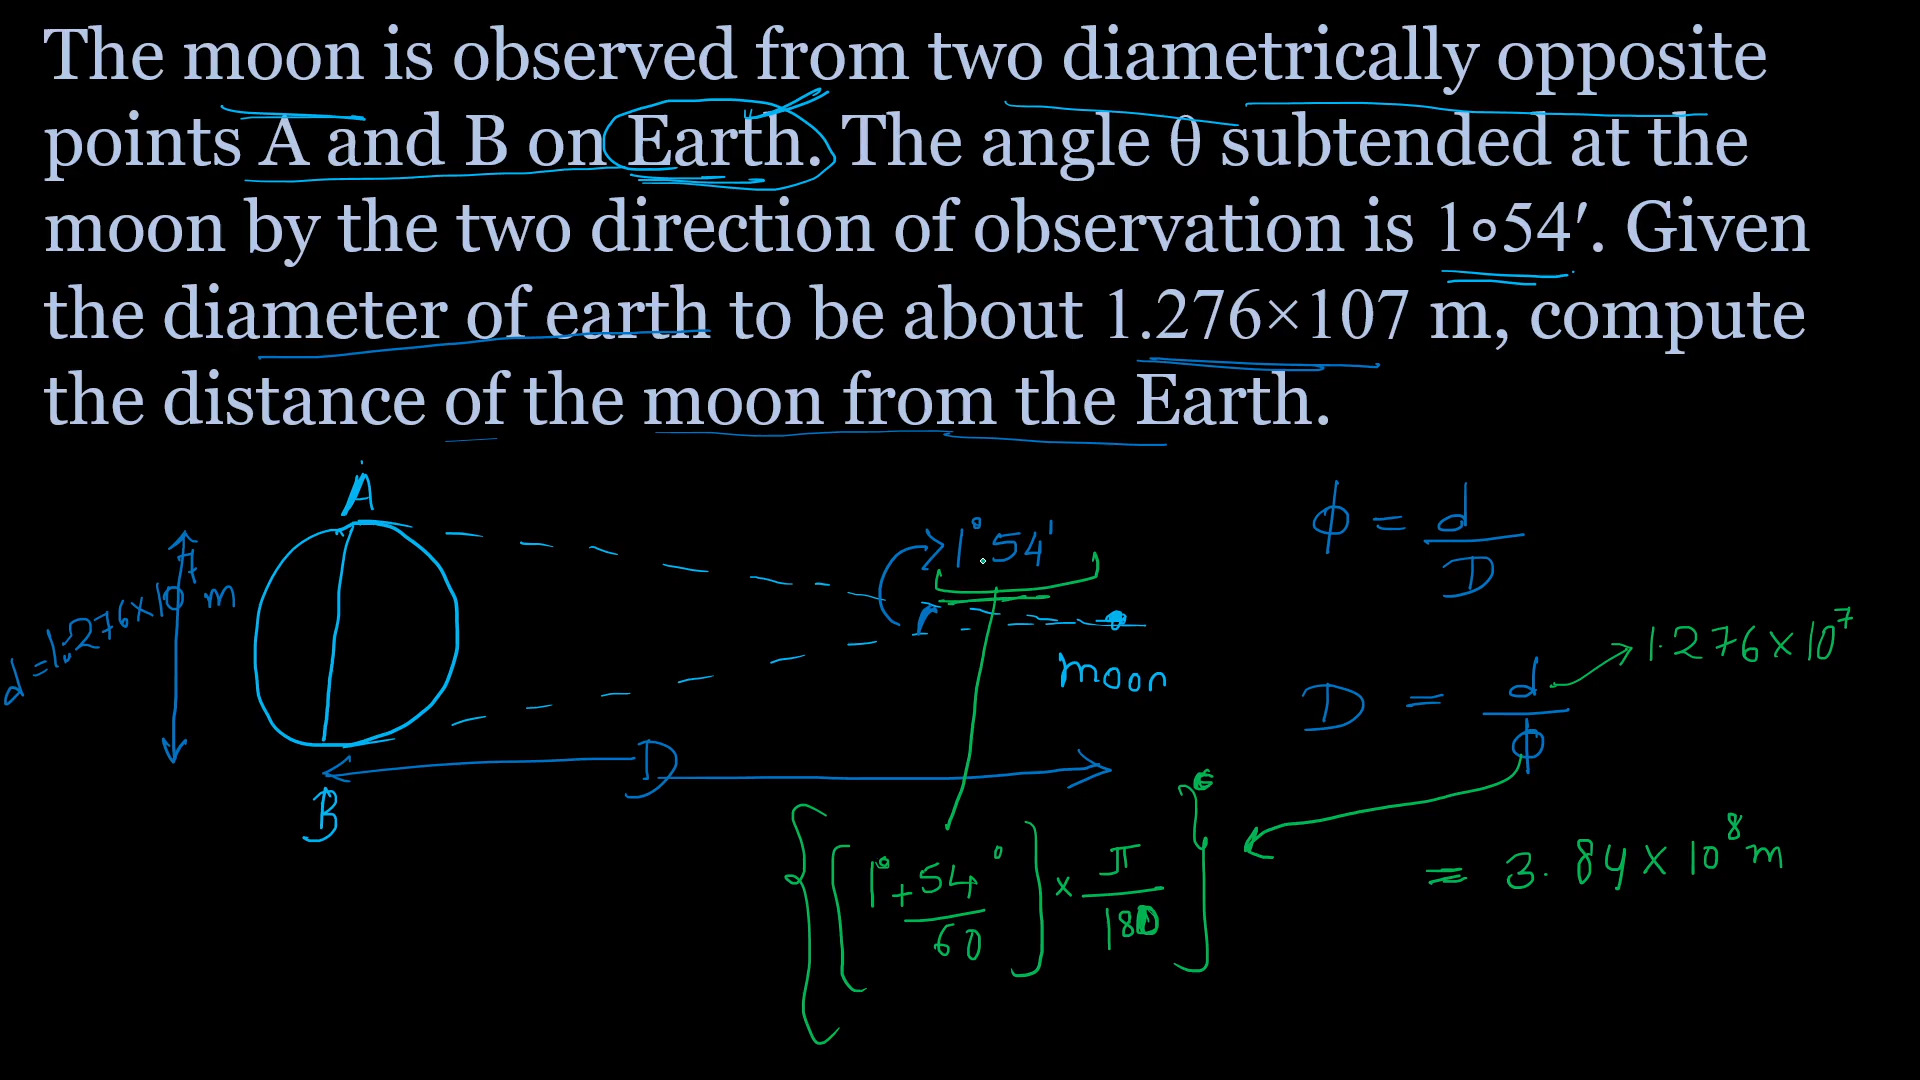 The moon is observed from two diametrically opposite
points A and B on Earth. The angle θ subtended at the
moon by the two direction of observation is 1∘54′. Given
the diameter of earth to be about 1.276×107 m, compute
the distance of the moon from the Earth.
A
1°54'
ϕ = d/D
d = 1.276×10⁷ m
moon
D = d/ϕ
1.276×10⁷
D
B
{[1° + 54°/60] × π/180}ᶜ
= 3.84×10⁸ m